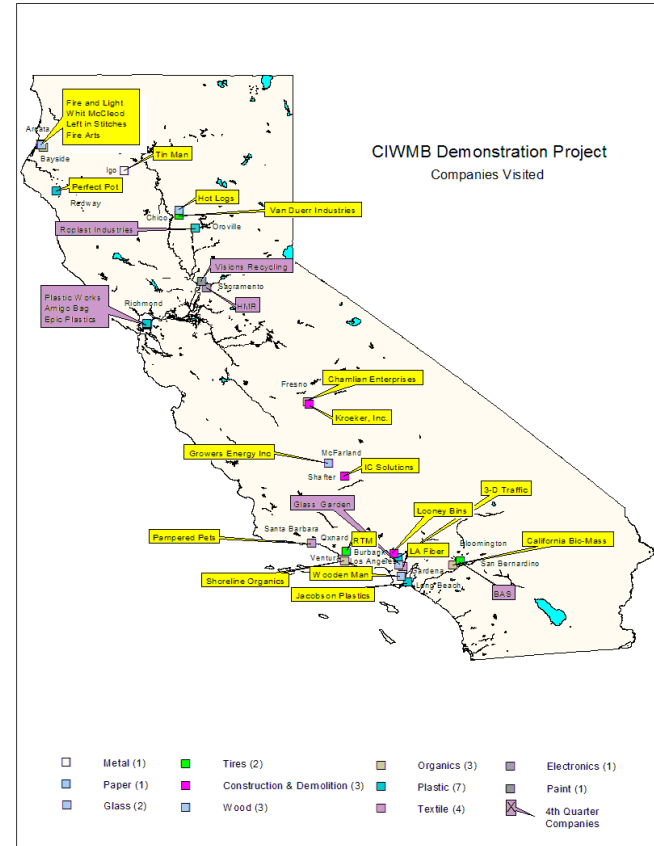 CIWMB Demonstration Project
Companies Visited
Fire and Light
Whit McCleod
Left in Stitches
Fire Arts
Arcata
Bayside
Tin Man
Igo
Perfect Pot
Redway
Hot Logs
Van Duerr Industries
Chico
Roplast Industries
Oroville
Visions Recycling
Sacramento
HMR
Richmond
Plastic Works
Amigo Bag
Epic Plastics
Fresno
Chamlian Enterprises
Kroeker, Inc.
McFarland
Growers Energy Inc
Shafter
IC Solutions
3-D Traffic
Looney Bins
Glass Garden
Santa Barbara
Oxnard
RTM
Pampered Pets
Burbank
LA Fiber
Bloomington
California Bio-Mass
Ventura
Los Angeles
San Bernardino
Shoreline Organics
Wooden Man
Gardena
Long Beach
BAS
Jacobson Plastics
Metal (1)
Tires (2)
Organics (3)
Electronics (1)
Paper (1)
Construction & Demolition (3)
Plastic (7)
Paint (1)
Glass (2)
Wood (3)
Textile (4)
4th Quarter
Companies